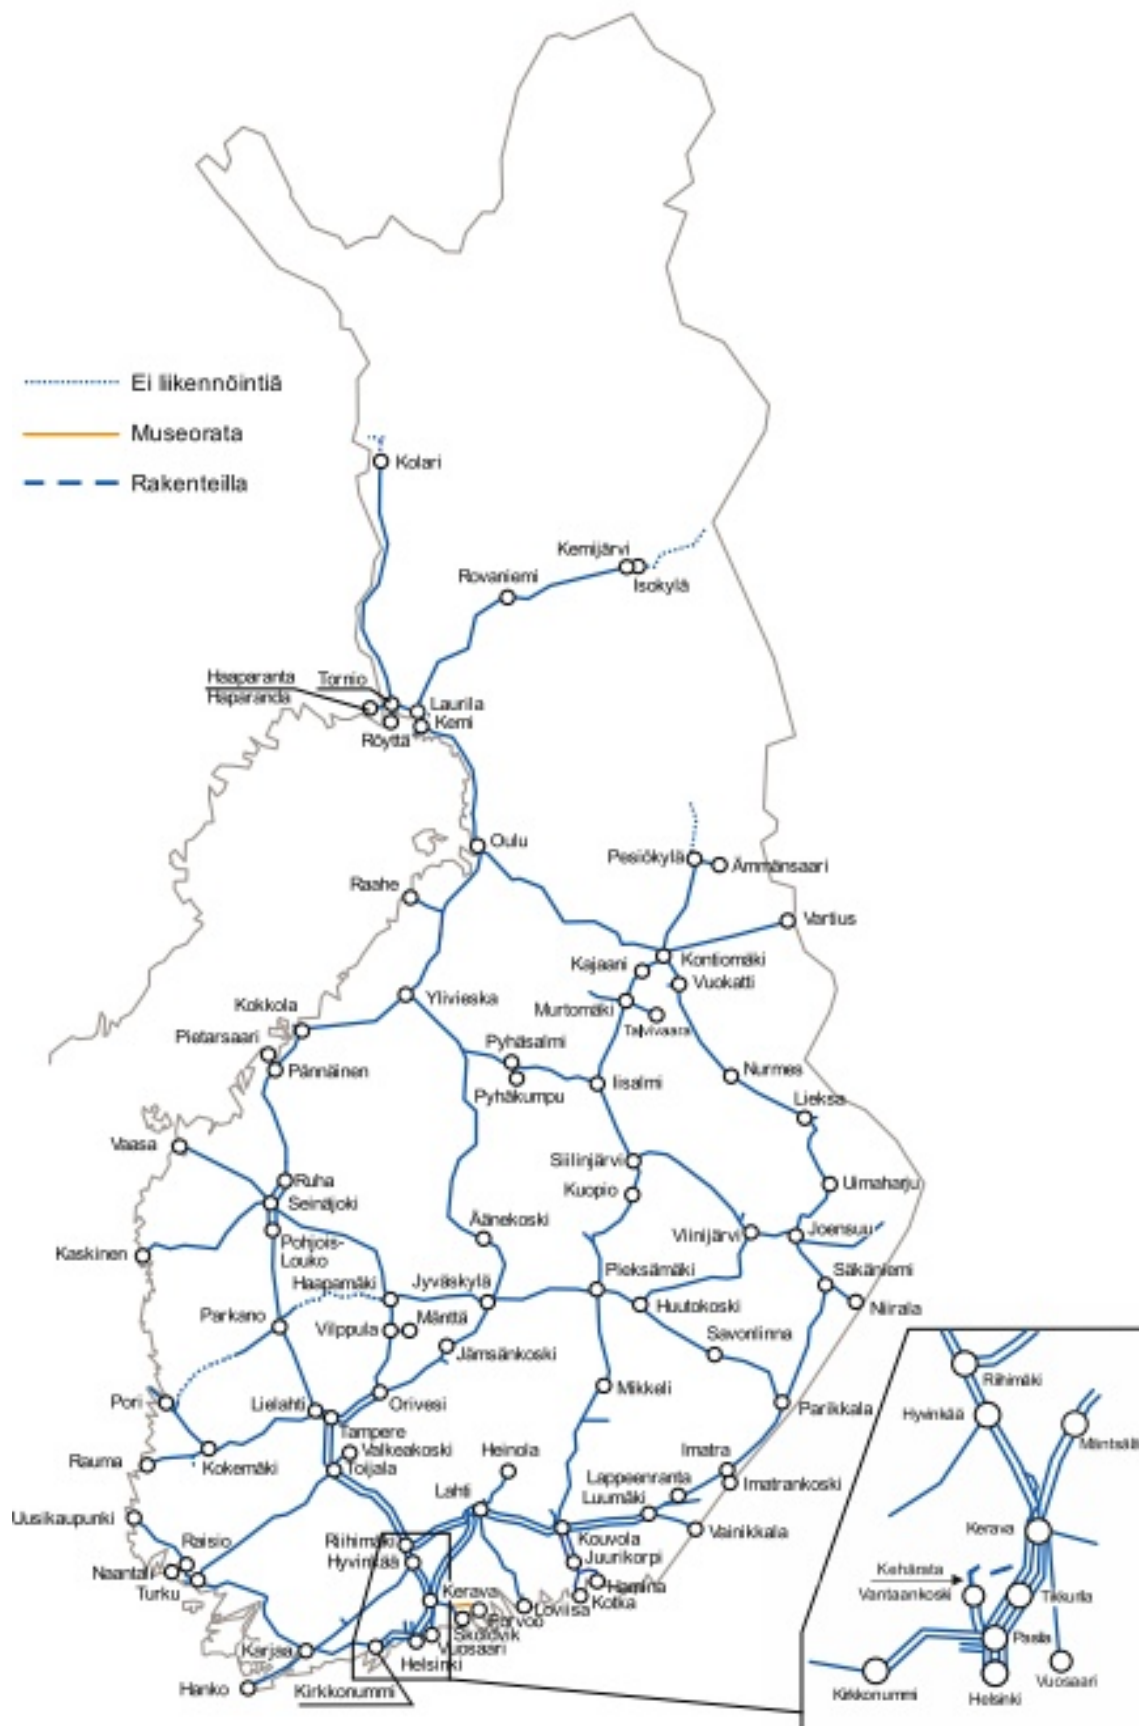 Ei liikennöintiä
Museorata
Rakenteilla
Kolari
Kemijärvi
Rovaniemi
Isokylä
Haaparanta
Tornio
Haparanda
Laurila
Kemi
Röyttä
Oulu
Pesiökylä
Ämmänsaari
Raahe
Vartius
Kontiomäki
Kajaani
Vuokatti
Ylivieska
Kokkola
Murtomäki
Talvivaara
Pietarsaari
Pyhäsalmi
Pännäinen
Nurmes
Iisalmi
Pyhäkumpu
Lieksa
Vaasa
Siilinjärvi
Ruha
Uimaharju
Kuopio
Seinäjoki
Äänekoski
Viinijärvi
Joensuu
Pohjois-
Louko
Kaskinen
Pieksämäki
Säkäniemi
Haapamäki
Jyväskylä
Huutokoski
Niirala
Mänttä
Parkano
Vilppula
Savonlinna
Jämsänkoski
Mikkeli
Pori
Lielahti
Orivesi
Parikkala
Tampere
Valkeakoski
Heinola
Imatra
Rauma
Kokemäki
Toijala
Imatrankoski
Lappeenranta
Luumäki
Lahti
Uusikaupunki
Vainikkala
Kouvola
Riihimäki
Hyvinkää
Juurikorpi
Raisio
Naantali
Turku
Hamina
Kerava
Kotka
Loviisa
Porvoo
Sköldvik
Vuosaari
Karjaa
Helsinki
Hanko
Kirkkonummi
Riihimäki
Hyvinkää
Mäntsälä
Kerava
Kehärata
Vantaankoski
Tikkurila
Pasila
Vuosaari
Kirkkonummi
Helsinki